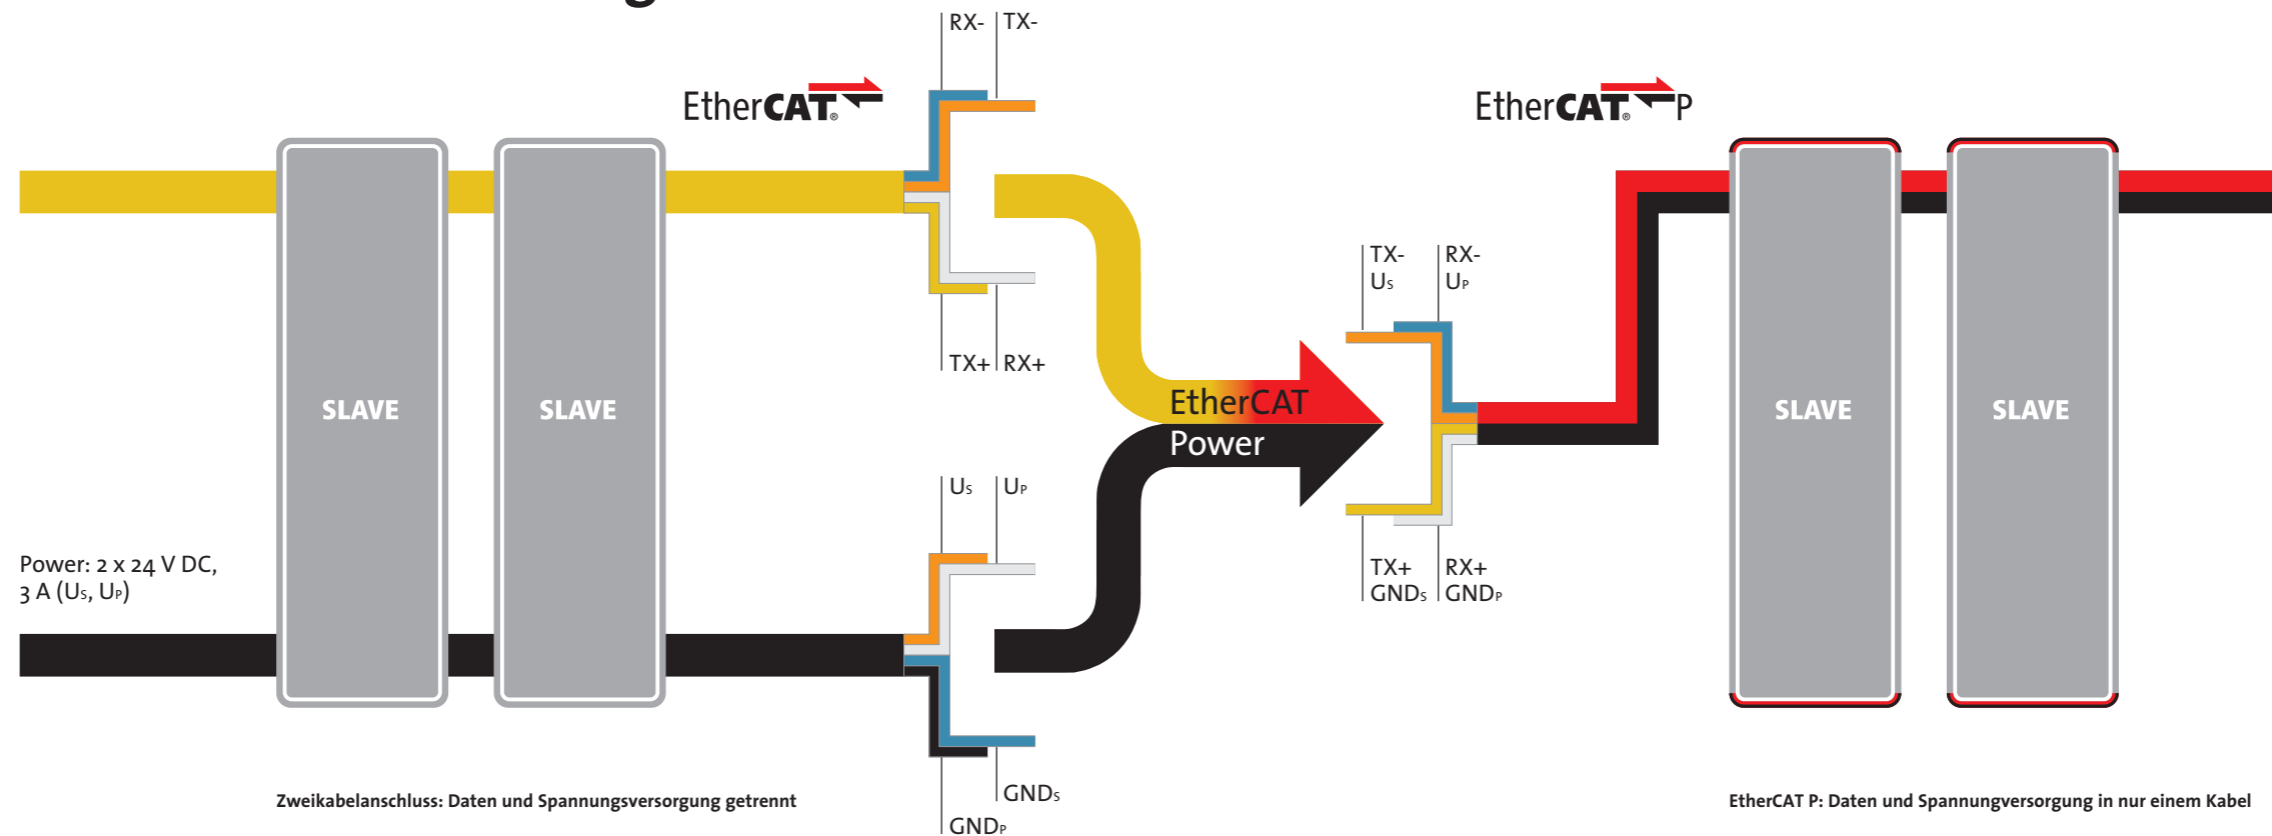 g
RX- TX-
EtherCAT®
EtherCAT®P
TX-
US
RX-
UP
TX+ RX+
EtherCAT
Power
SLAVE
SLAVE
SLAVE
SLAVE
US UP
Power: 2 x 24 V DC,
3 A (US, UP)
TX+
GNDS
RX+
GNDP
GNDS
GNDP
Zweikabelanschluss: Daten und Spannungsversorgung getrennt
EtherCAT P: Daten und Spannungversorgung in nur einem Kabel